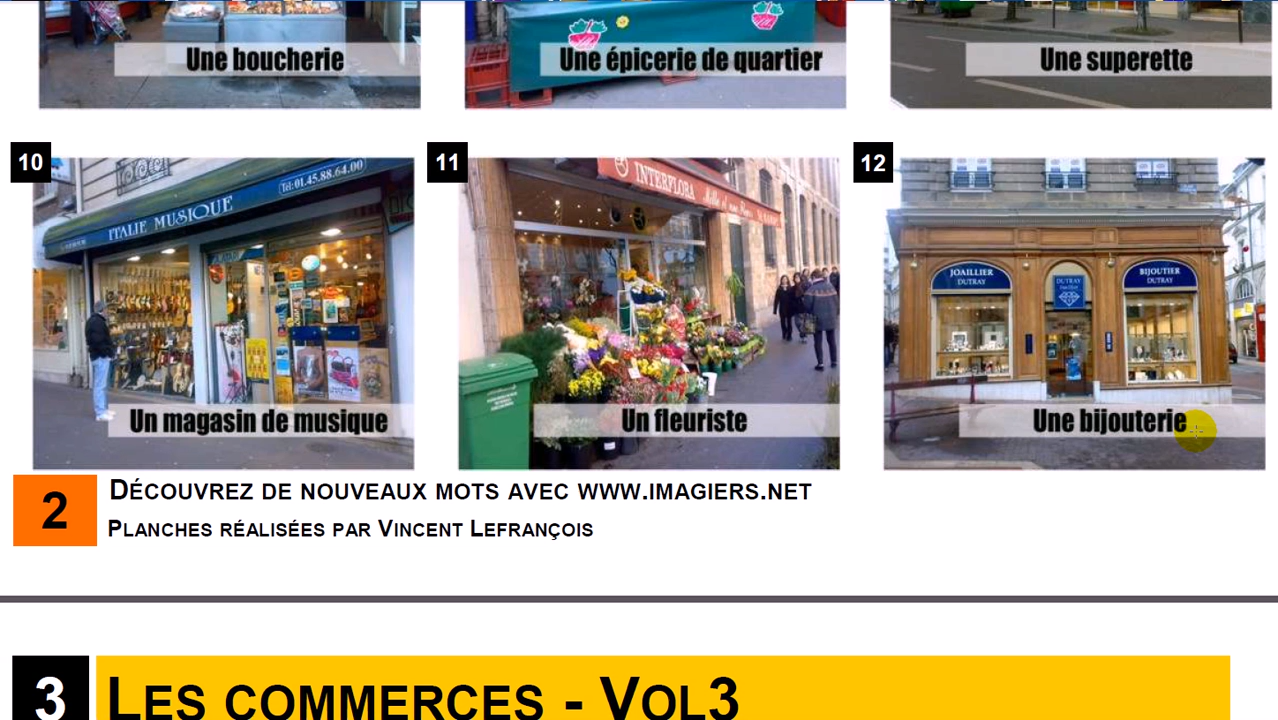 Une boucherie
Une épicerie de quartier
Une superette
10
11
12
Tél: 01.45.88.64.00
ITALIE MUSIQUE
INTERFLORA
Un magasin de musique
Un fleuriste
JOAILLIER
DUTRAY
DUTRAY
BIJOUTIER
DUTRAY
Une bijouterie
2
DÉCOUVREZ DE NOUVEAUX MOTS AVEC WWW.IMAGIERS.NET
PLANCHES RÉALISÉES PAR VINCENT LEFRANÇOIS
3
LES COMMERCES - VOL3